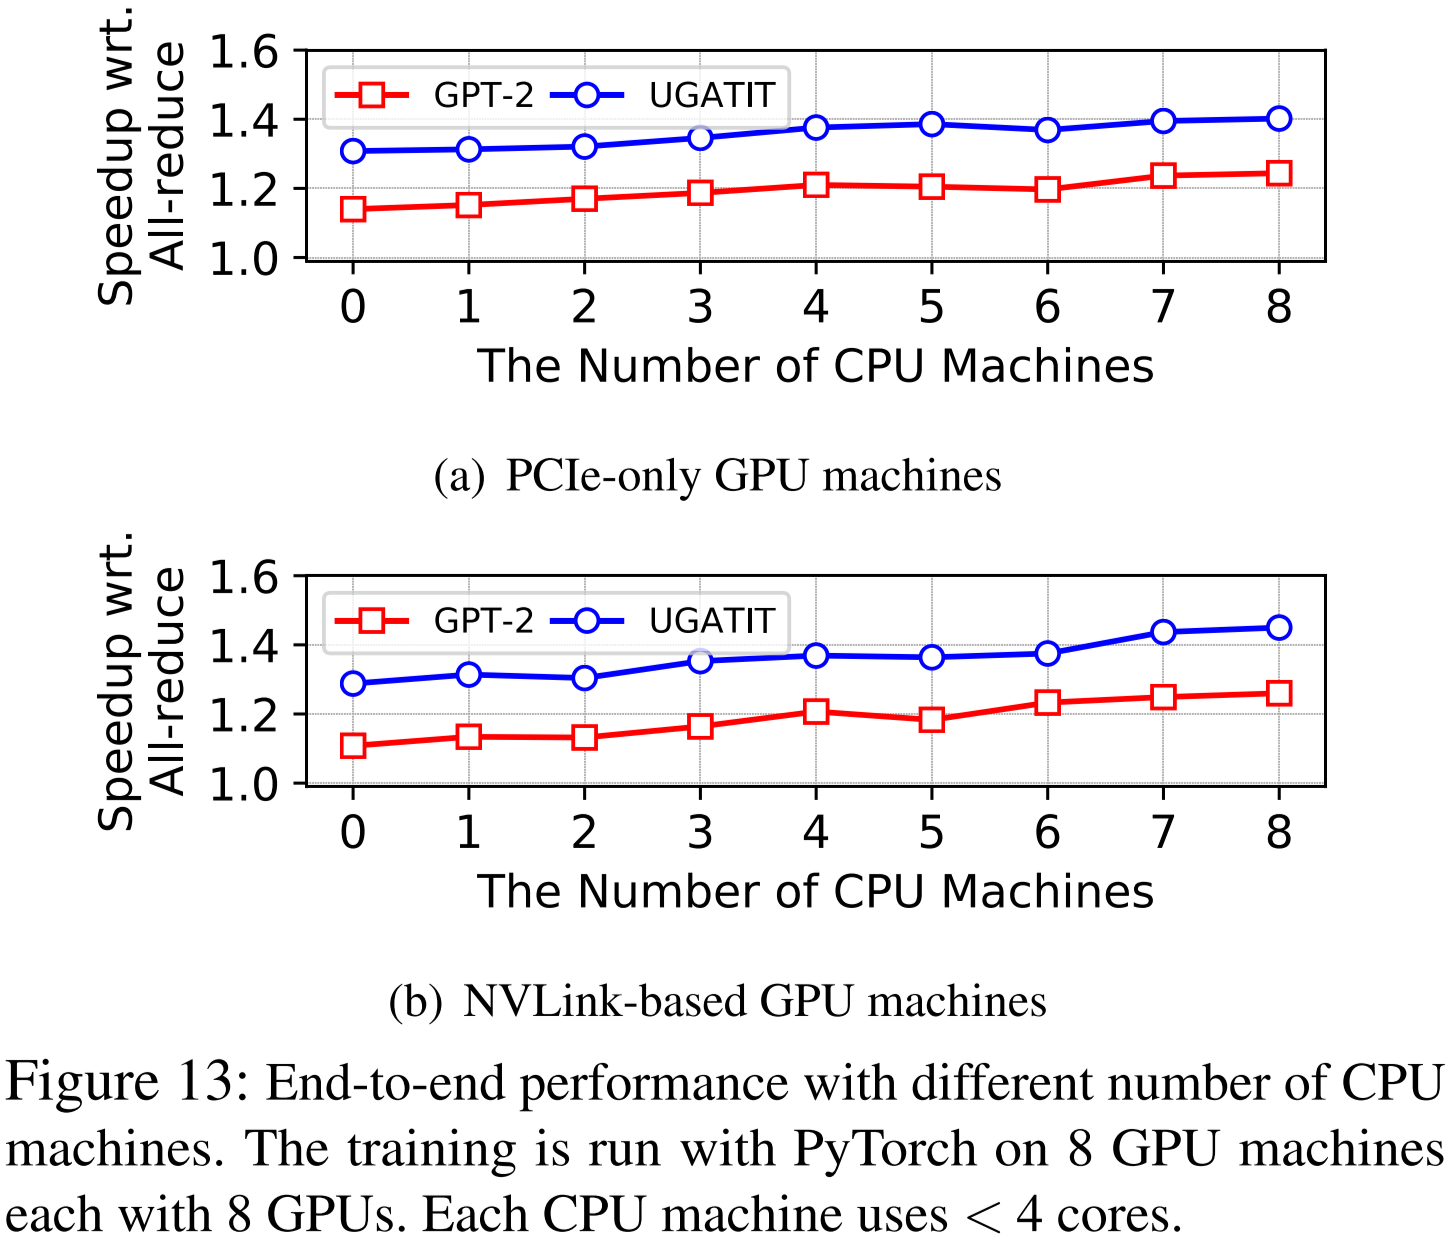 Speedup wrt.
All-reduce
1.6
1.4
1.2
1.0
GPT-2 UGATIT
0 1 2 3 4 5 6 7 8
The Number of CPU Machines
(a) PCIe-only GPU machines
Speedup wrt.
All-reduce
1.6
1.4
1.2
1.0
GPT-2 UGATIT
0 1 2 3 4 5 6 7 8
The Number of CPU Machines
(b) NVLink-based GPU machines
Figure 13: End-to-end performance with different number of CPU
machines. The training is run with PyTorch on 8 GPU machines
each with 8 GPUs. Each CPU machine uses < 4 cores.